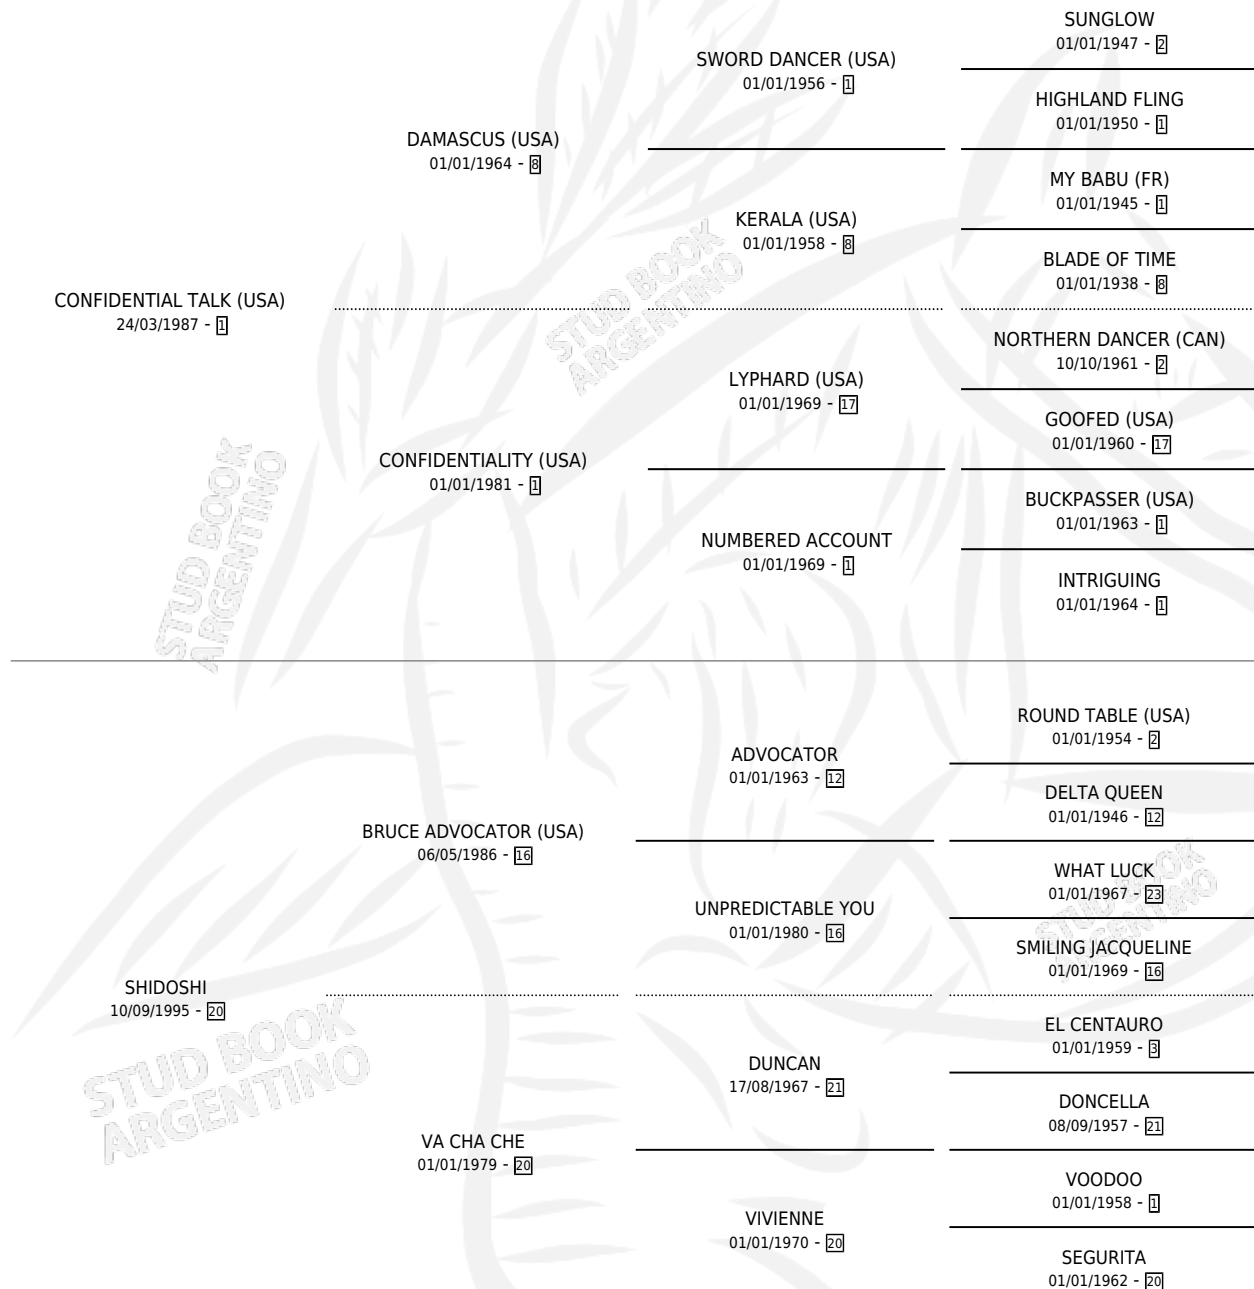 SUNGLOW
01/01/1947 - 2
SWORD DANCER (USA)
01/01/1956 - 1
HIGHLAND FLING
01/01/1950 - 1
DAMASCUS (USA)
01/01/1964 - 8
MY BABU (FR)
01/01/1945 - 1
KERALA (USA)
01/01/1958 - 8
BLADE OF TIME
01/01/1938 - 8
CONFIDENTIAL TALK (USA)
24/03/1987 - 1
NORTHERN DANCER (CAN)
10/10/1961 - 2
LYPHARD (USA)
01/01/1969 - 17
GOOFED (USA)
01/01/1960 - 17
CONFIDENTIALITY (USA)
01/01/1981 - 1
BUCKPASSER (USA)
01/01/1963 - 1
NUMBERED ACCOUNT
01/01/1969 - 1
INTRIGUING
01/01/1964 - 1
ROUND TABLE (USA)
01/01/1954 - 2
ADVOCATOR
01/01/1963 - 12
DELTA QUEEN
01/01/1946 - 12
BRUCE ADVOCATOR (USA)
06/05/1986 - 16
WHAT LUCK
01/01/1967 - 23
UNPREDICTABLE YOU
01/01/1980 - 16
SMILING JACQUELINE
01/01/1969 - 16
SHIDOSHI
10/09/1995 - 20
EL CENTAURO
01/01/1959 - 3
DUNCAN
17/08/1967 - 21
DONCELLA
08/09/1957 - 21
VA CHA CHE
01/01/1979 - 20
VOODOO
01/01/1958 - 1
VIVIENNE
01/01/1970 - 20
SEGURITA
01/01/1962 - 20
STUD BOOK
ARGENTINO
STUD BOOK
ARGENTINO
STUD BOOK
ARGENTINO
STUD BOOK
ARGENTINO